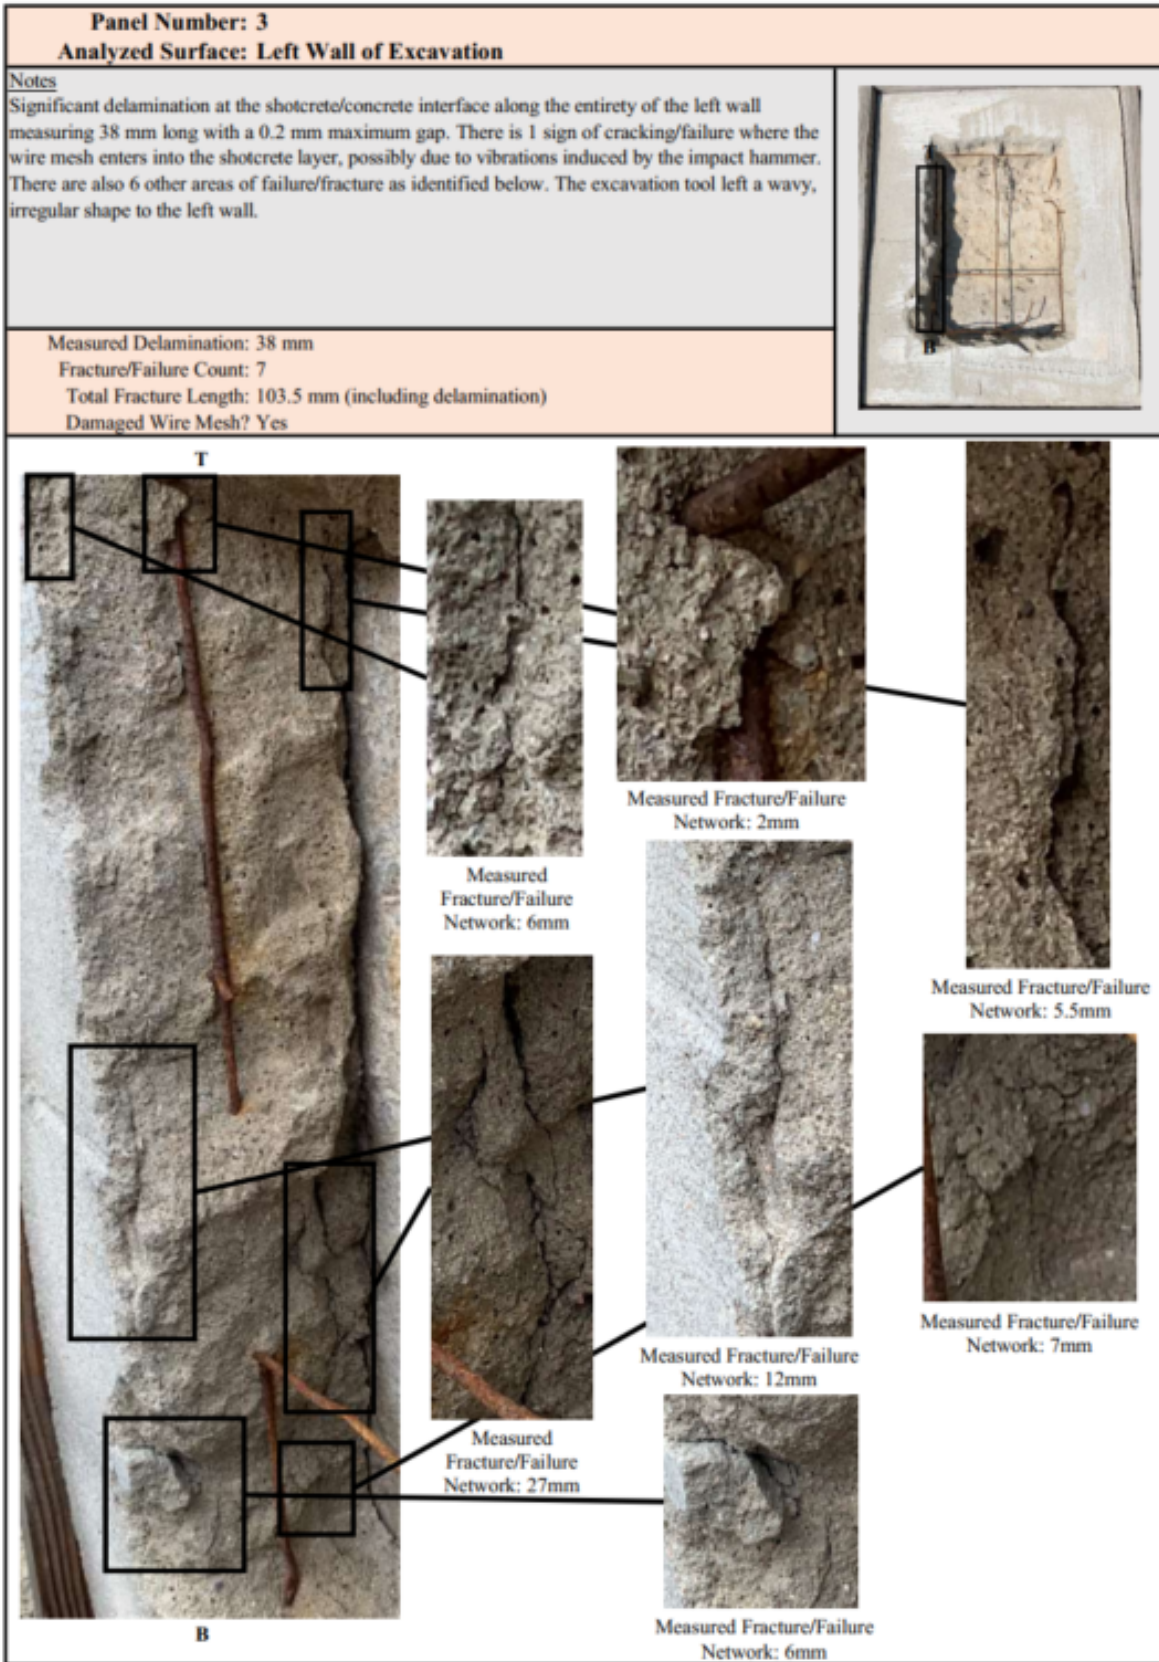 Panel Number: 3
Analyzed Surface: Left Wall of Excavation
Notes
Significant delamination at the shotcrete/concrete interface along the entirety of the left wall
measuring 38 mm long with a 0.2 mm maximum gap. There is 1 sign of cracking/failure where the
wire mesh enters into the shotcrete layer, possibly due to vibrations induced by the impact hammer.
There are also 6 other areas of failure/fracture as identified below. The excavation tool left a wavy,
irregular shape to the left wall.
B
Measured Delamination: 38 mm
Fracture/Failure Count: 7
Total Fracture Length: 103.5 mm (including delamination)
Damaged Wire Mesh? Yes
T
Measured Fracture/Failure
Network: 2mm
Measured
Fracture/Failure
Network: 6mm
Measured Fracture/Failure
Network: 5.5mm
Measured Fracture/Failure
Network: 7mm
Measured Fracture/Failure
Network: 12mm
Measured
Fracture/Failure
Network: 27mm
B
Measured Fracture/Failure
Network: 6mm